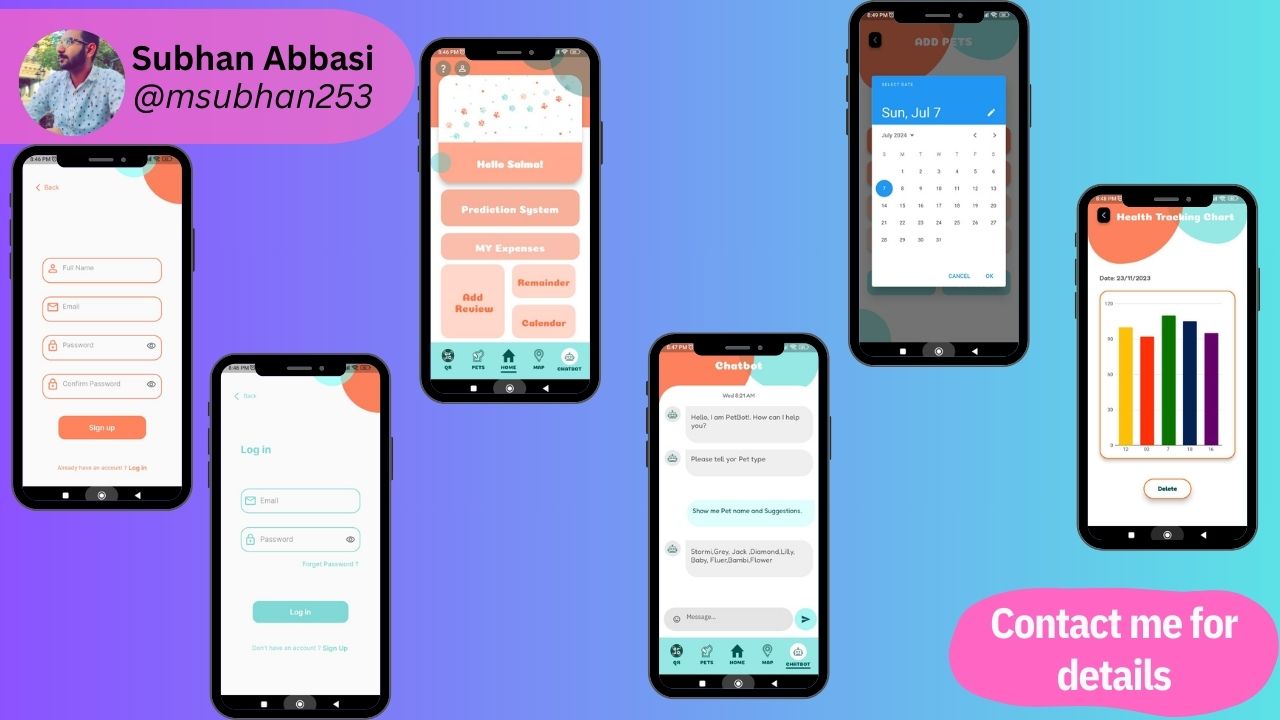 Subhan Abbasi
@msubhan253
8:46 PM
Back
Full Name
Email
Password
Confirm Password
Sign up
Already have an account ? Log in
8:46 PM
Back
Log in
Email
Password
Forget Password ?
Log in
Don't have an account ? Sign Up
8:46 PM
?
Hello Salma!
Prediction System
MY Expenses
Add
Review
Remainder
Calendar
QR PETS HOME MAP CHATBOT
8:47 PM
Chatbot
Wed 8:21 AM
Hello, I am PetBot!. How can I help
you?
Please tell yor Pet type
Show me Pet name and Suggestions.
Stormi,Grey, Jack ,Diamond,Lilly,
Baby, Fluer,Bambi,Flower
Message...
QR PETS HOME MAP CHATBOT
8:49 PM
ADD PETS
SELECT DATE
Sun, Jul 7
July 2024
S M T W T F S
1 2 3 4 5 6
7 8 9 10 11 12 13
14 15 16 17 18 19 20
21 22 23 24 25 26 27
28 29 30 31
CANCEL OK
8:48 PM
Health Tracking Chart
Date: 23/11/2023
120
90
60
30
0
12 02 7 18 16
Delete
Contact me for
details